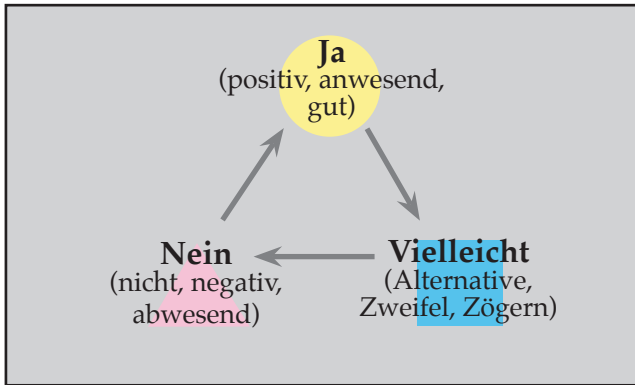 Ja
(positiv, anwesend,
gut)
Nein
(nicht, negativ,
abwesend)
Vielleicht
(Alternative,
Zweifel, Zögern)